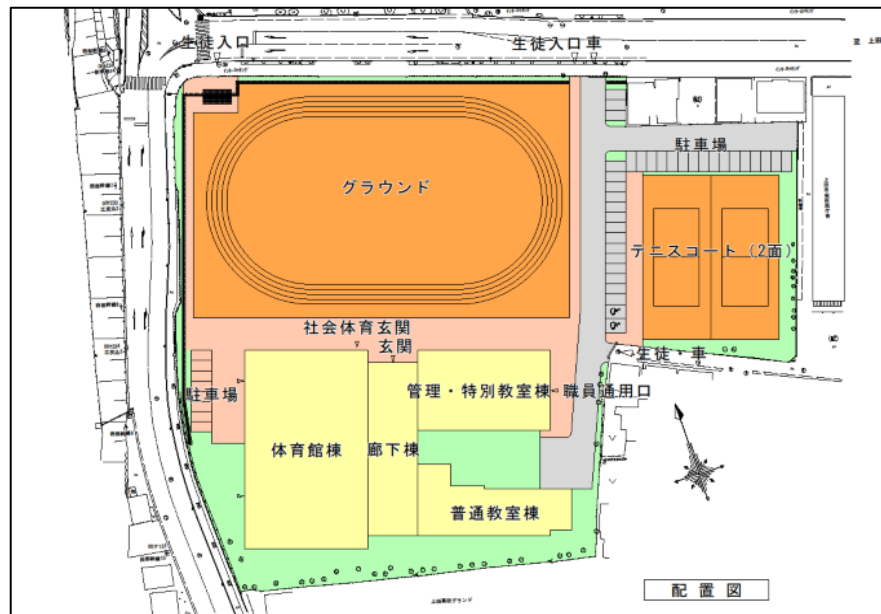 生徒入口
生徒入口車
駐車場
グラウンド
テニスコート（2面）
社会体育玄関
玄関
生徒・車
駐車場
管理・特別教室棟
職員通用口
体育館棟
廊下棟
普通教室棟
配置図